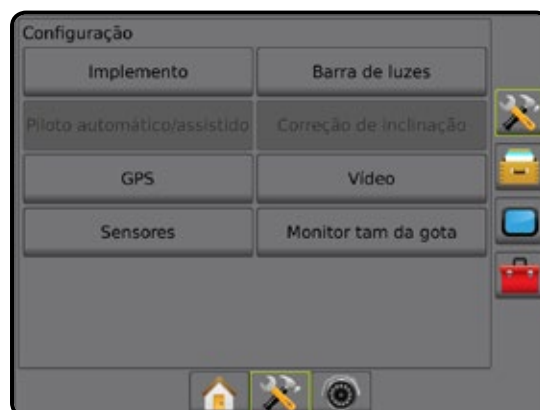 Configuração
Implemento
Barra de luzes
Piloto automático/assistido
Correção de inclinação
GPS
Vídeo
Sensores
Monitor tam da gota